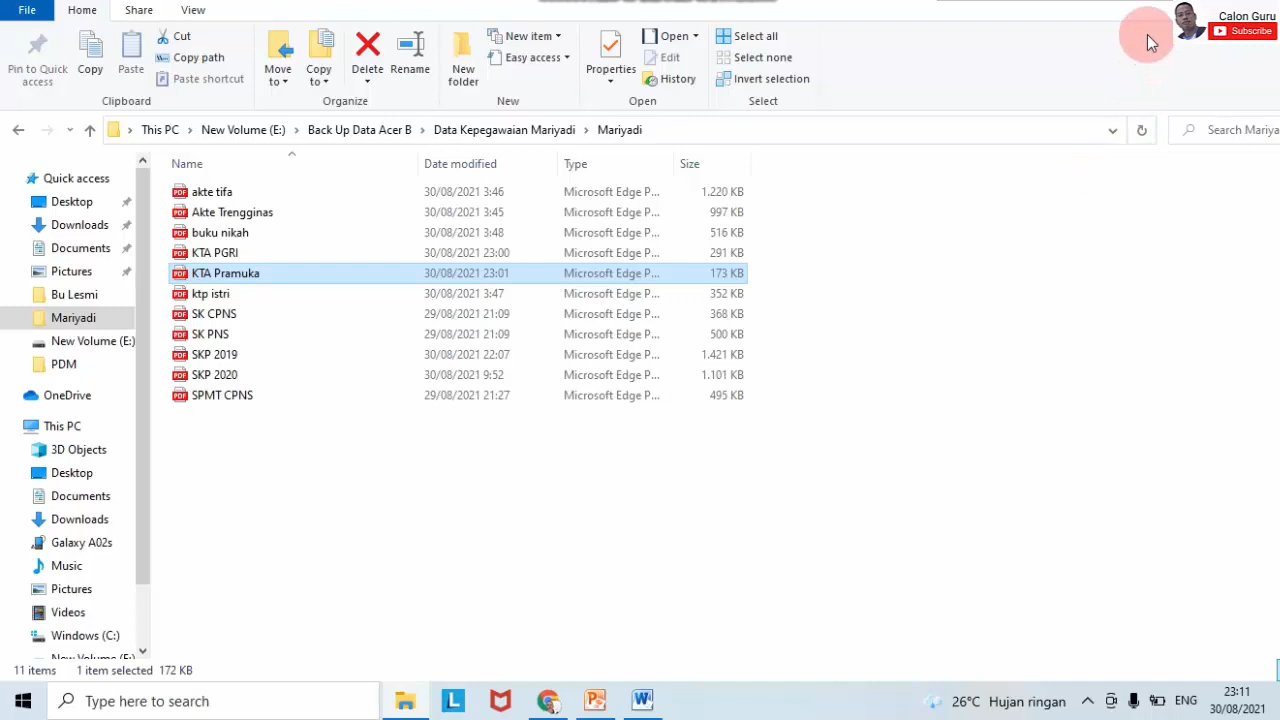 File Home Share View
Calon Guru
Subscribe
Pin to Quick access
Copy
Paste
Cut
Copy path
Paste shortcut
Clipboard
Move to
Copy to
Delete
Rename
Organize
New folder
New item
Easy access
New
Properties
Open
Edit
History
Open
Select all
Select none
Invert selection
Select
This PC > New Volume (E:) > Back Up Data Acer B > Data Kepegawaian Mariyadi > Mariyadi
Search Mariya
Quick access
Desktop
Downloads
Documents
Pictures
Bu Lesmi
Mariyadi
New Volume (E:)
PDM
OneDrive
This PC
3D Objects
Desktop
Documents
Downloads
Galaxy A02s
Music
Pictures
Videos
Windows (C:)
New Volume (E:
Name Date modified Type Size
akte tifa 30/08/2021 3:46 Microsoft Edge P... 1.220 KB
Akte Trengginas 30/08/2021 3:45 Microsoft Edge P... 997 KB
buku nikah 30/08/2021 3:48 Microsoft Edge P... 516 KB
KTA PGRI 30/08/2021 23:00 Microsoft Edge P... 291 KB
KTA Pramuka 30/08/2021 23:01 Microsoft Edge P... 173 KB
ktp istri 30/08/2021 3:47 Microsoft Edge P... 352 KB
SK CPNS 29/08/2021 21:09 Microsoft Edge P... 368 KB
SK PNS 29/08/2021 21:09 Microsoft Edge P... 500 KB
SKP 2019 30/08/2021 22:07 Microsoft Edge P... 1.421 KB
SKP 2020 30/08/2021 9:52 Microsoft Edge P... 1.101 KB
SPMT CPNS 29/08/2021 21:27 Microsoft Edge P... 495 KB
11 items 1 item selected 172 KB
Type here to search
26°C Hujan ringan
ENG
23:11
30/08/2021